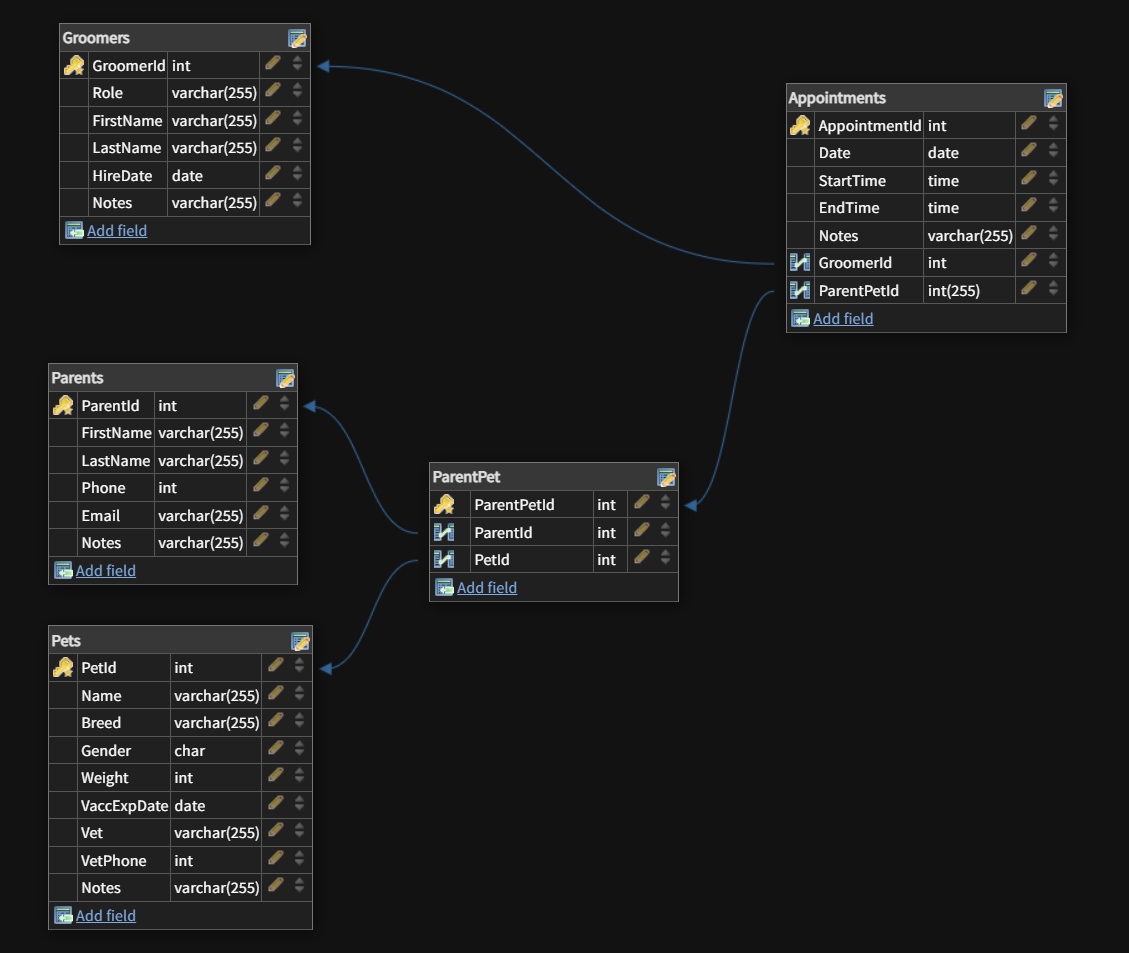 Groomers
GroomerId int
Role varchar(255)
FirstName varchar(255)
LastName varchar(255)
HireDate date
Notes varchar(255)
Add field
Appointments
AppointmentId int
Date date
StartTime time
EndTime time
Notes varchar(255)
GroomerId int
ParentPetId int(255)
Add field
Parents
ParentId int
FirstName varchar(255)
LastName varchar(255)
Phone int
Email varchar(255)
Notes varchar(255)
Add field
ParentPet
ParentPetId int
ParentId int
PetId int
Add field
Pets
PetId int
Name varchar(255)
Breed varchar(255)
Gender char
Weight int
VaccExpDate date
Vet varchar(255)
VetPhone int
Notes varchar(255)
Add field